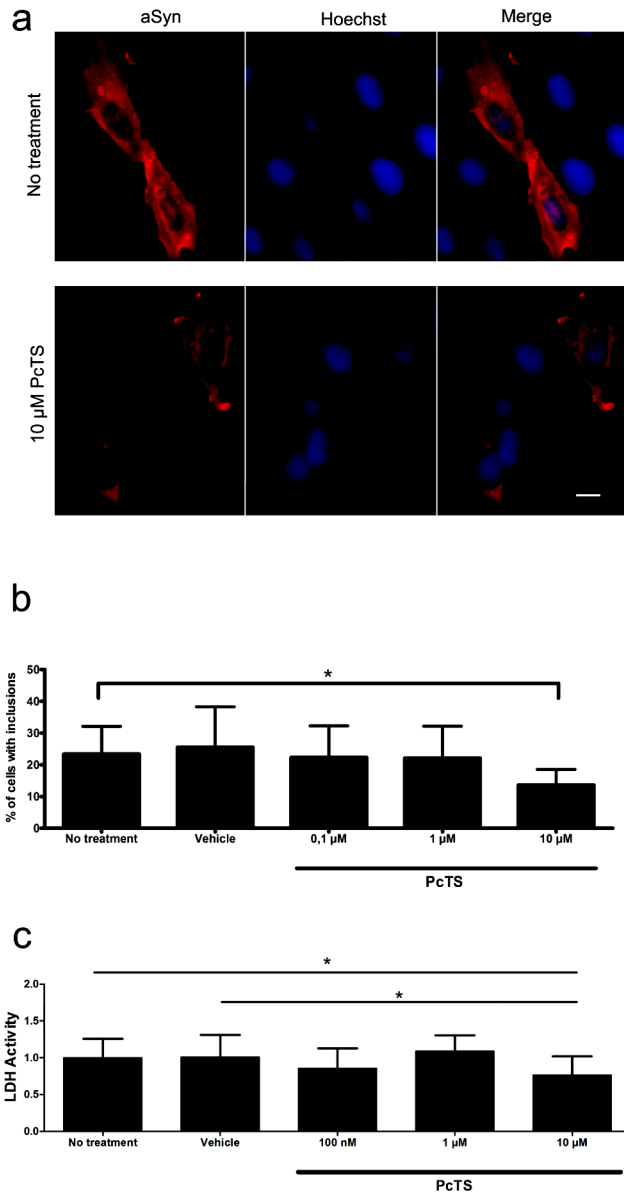 a
aSyn Hoechst Merge
No treatment
10 µM PcTS
b
% of cells with inclusions
50
40
30
20
10
0
*
No treatment Vehicle 0,1 µM 1 µM 10 µM
PcTS
c
LDH Activity
2.0
1.5
1.0
0.5
0.0
*
*
No treatment Vehicle 100 nM 1 µM 10 µM
PcTS